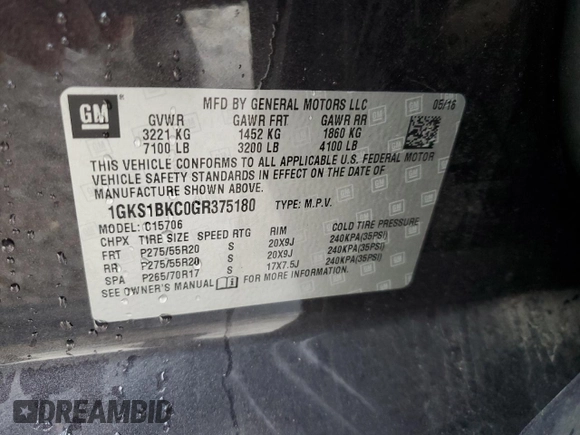 GM
MFD BY GENERAL MOTORS LLC 05/16
GVWR GAWR FRT GAWR RR
3221 KG 1452 KG 1860 KG
7100 LB 3200 LB 4100 LB
THIS VEHICLE CONFORMS TO ALL APPLICABLE U.S. FEDERAL MOTOR
VEHICLE SAFETY STANDARDS IN EFFECT ON THE DATE OF
MANUFACTURE SHOWN ABOVE.
1GKS1BKC0GR375180 TYPE: M.P.V.
MODEL: C15706
CHPX TIRE SIZE SPEED RTG RIM COLD TIRE PRESSURE
FRT P275/55R20 S 20X9J 240KPA(35PSI)
RR P275/55R20 S 20X9J 240KPA(35PSI)
SPA P265/70R17 S 17X7.5J 240KPA(35PSI)
SEE OWNER'S MANUAL FOR MORE INFORMATION.
DREAMBID